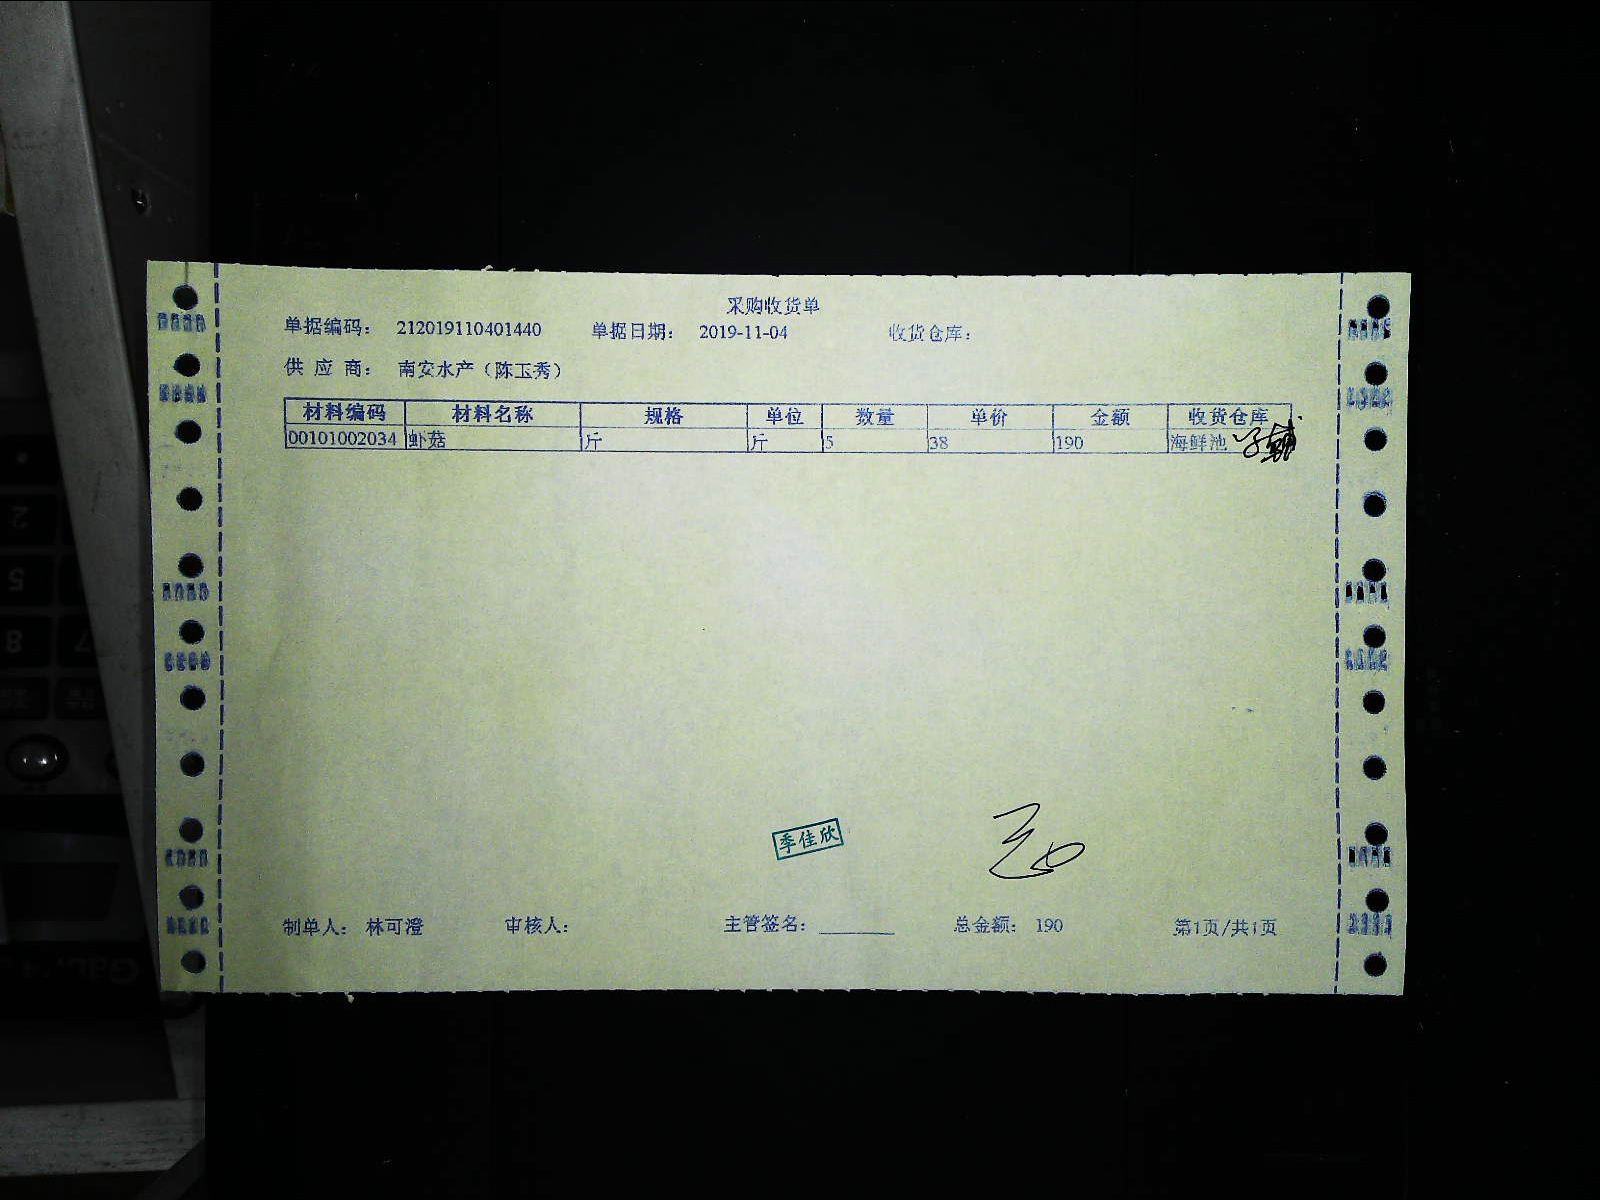 采购收货单
单据编码： 212019110401440 单据日期： 2019-11-04 收货仓库：
供 应 商： 南安水产（陈玉秀）
材料编码 材料名称 规格 单位 数量 单价 金额 收货仓库
00101002034 虾菇 斤 斤 5 38 190 海鲜池
季佳欣
制单人： 林可澄 审核人： 主管签名： 总金额： 190 第1页/共1页